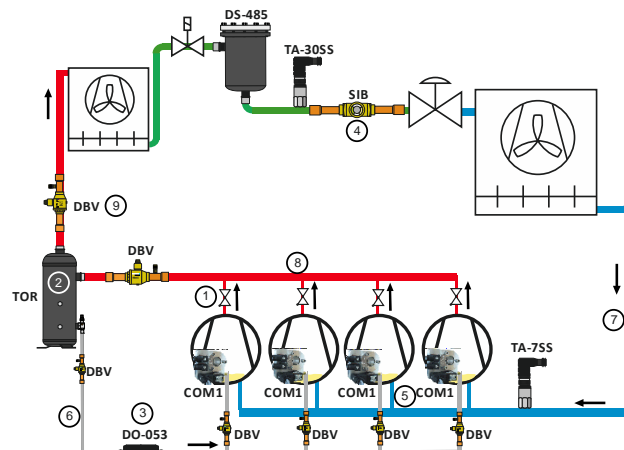 DS-485
TA-30SS
SIB
4
DBV
9
DBV
8
2
TOR
1
7
TA-7SS
DBV
COM1
COM1
COM1
5
COM1
6
3
DO-053
DBV
DBV
DBV
DBV